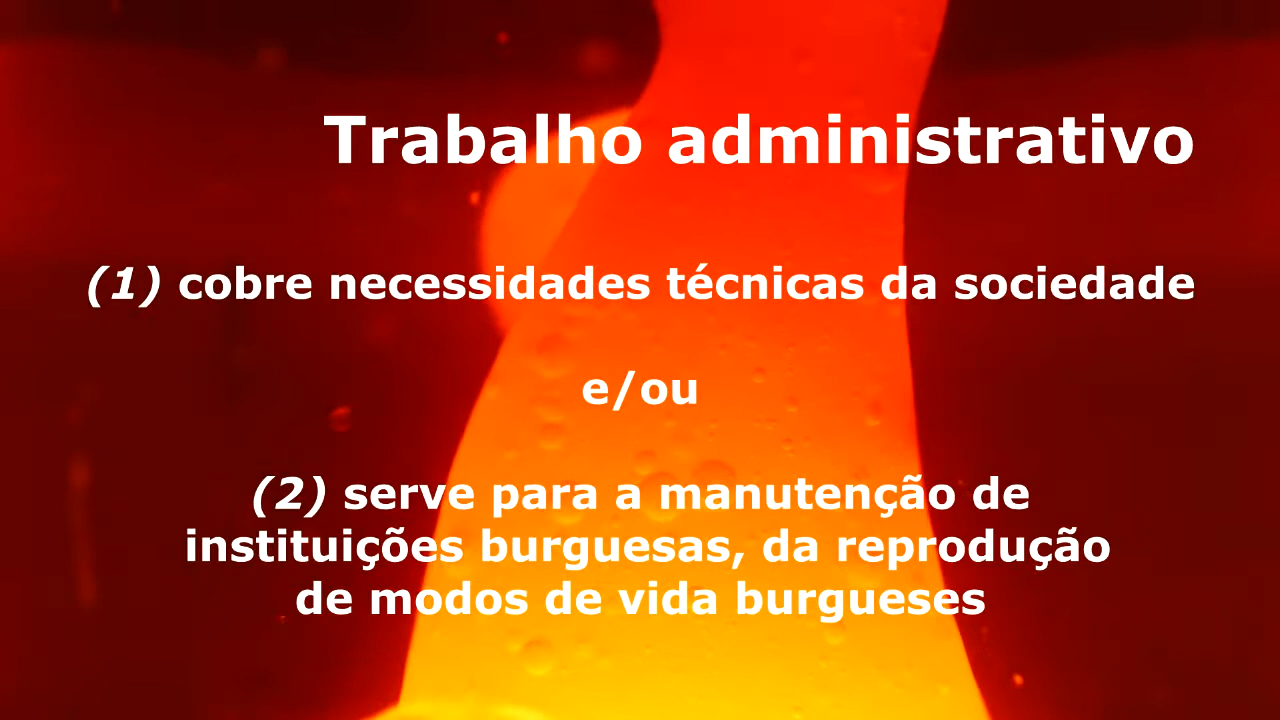 Trabalho administrativo
(1) cobre necessidades técnicas da sociedade
e/ou
(2) serve para a manutenção de
instituições burguesas, da reprodução
de modos de vida burgueses